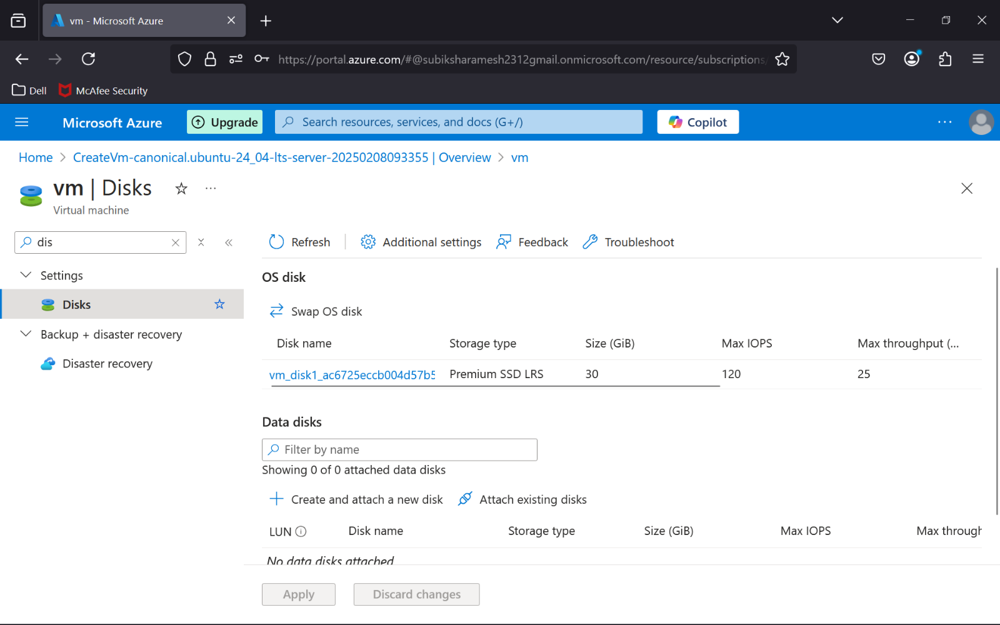 vm - Microsoft Azure
https://portal.azure.com/#@subiksharamesh2312gmail.onmicrosoft.com/resource/subscriptions/
Dell McAfee Security
Microsoft Azure Upgrade Search resources, services, and docs (G+/) Copilot ...
Home > CreateVm-canonical.ubuntu-24_04-lts-server-20250208093355 | Overview > vm
vm | Disks ...
Virtual machine
dis
Settings
Disks
Backup + disaster recovery
Disaster recovery
Refresh Additional settings Feedback Troubleshoot
OS disk
Swap OS disk
Disk name Storage type Size (GiB) Max IOPS Max throughput (...
vm_disk1_ac6725eccb004d57b5 Premium SSD LRS 30 120 25
Data disks
Filter by name
Showing 0 of 0 attached data disks
Create and attach a new disk Attach existing disks
LUN Disk name Storage type Size (GiB) Max IOPS Max through
No data disks attached
Apply Discard changes